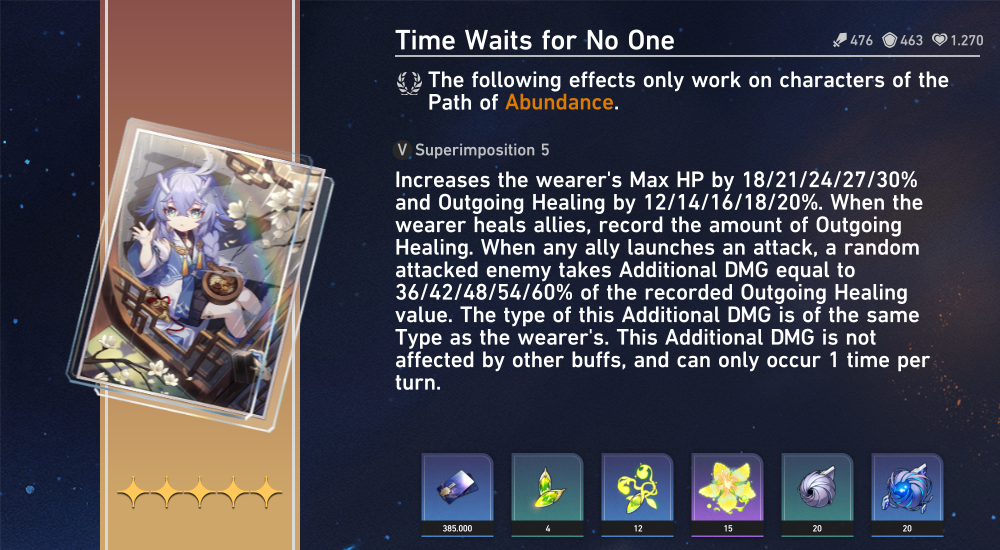 Time Waits for No One
476 463 1.270
The following effects only work on characters of the
Path of Abundance.
V Superimposition 5
Increases the wearer's Max HP by 18/21/24/27/30%
and Outgoing Healing by 12/14/16/18/20%. When the
wearer heals allies, record the amount of Outgoing
Healing. When any ally launches an attack, a random
attacked enemy takes Additional DMG equal to
36/42/48/54/60% of the recorded Outgoing Healing
value. The type of this Additional DMG is of the same
Type as the wearer's. This Additional DMG is not
affected by other buffs, and can only occur 1 time per
turn.
385.000 4 12 15 20 20